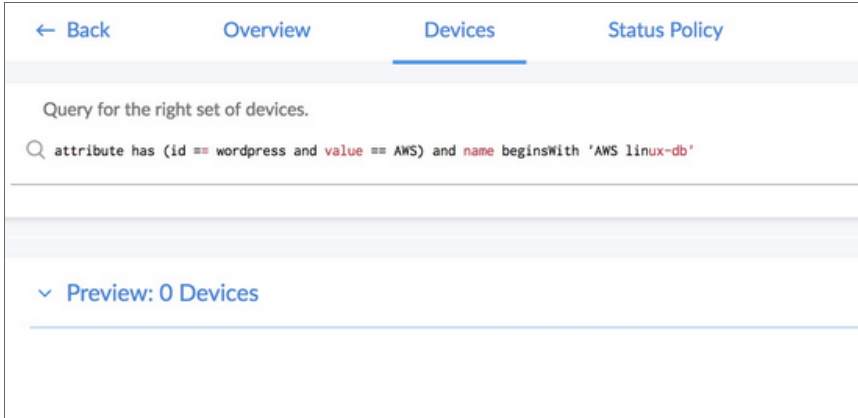 ← Back Overview Devices Status Policy
Query for the right set of devices.
attribute has (id == wordpress and value == AWS) and name beginsWith 'AWS linux-db'
Preview: 0 Devices